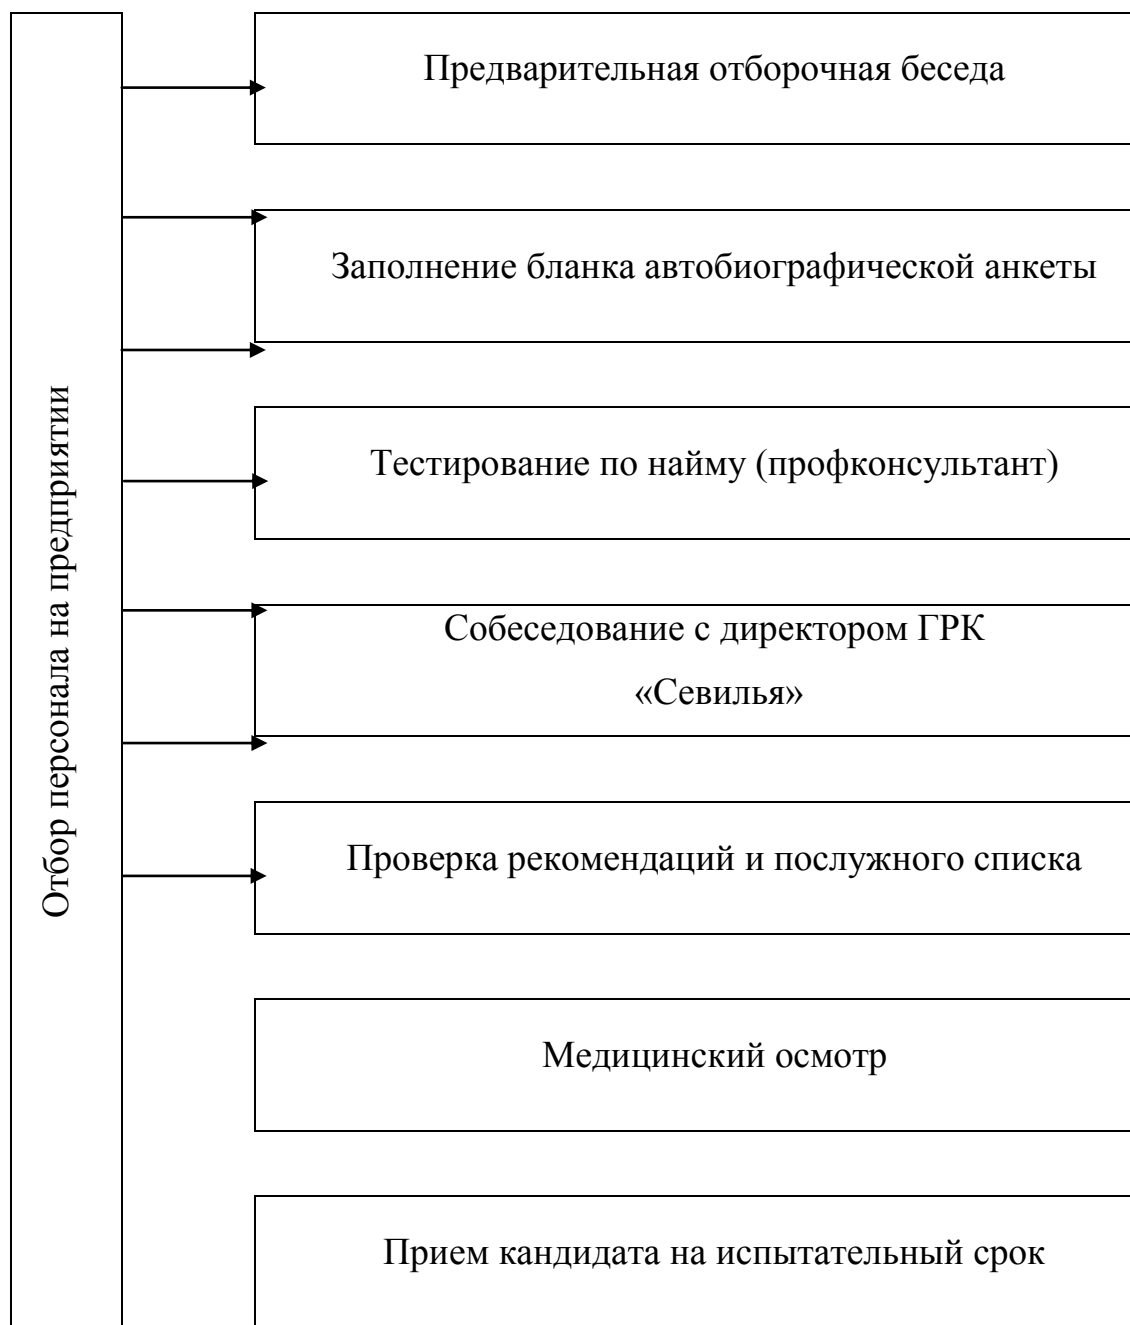 Отбор персонала на предприятии
Предварительная отборочная беседа
Заполнение бланка автобиографической анкеты
Тестирование по найму (профконсультант)
Собеседование с директором ГРК
«Севилья»
Проверка рекомендаций и послужного списка
Медицинский осмотр
Прием кандидата на испытательный срок